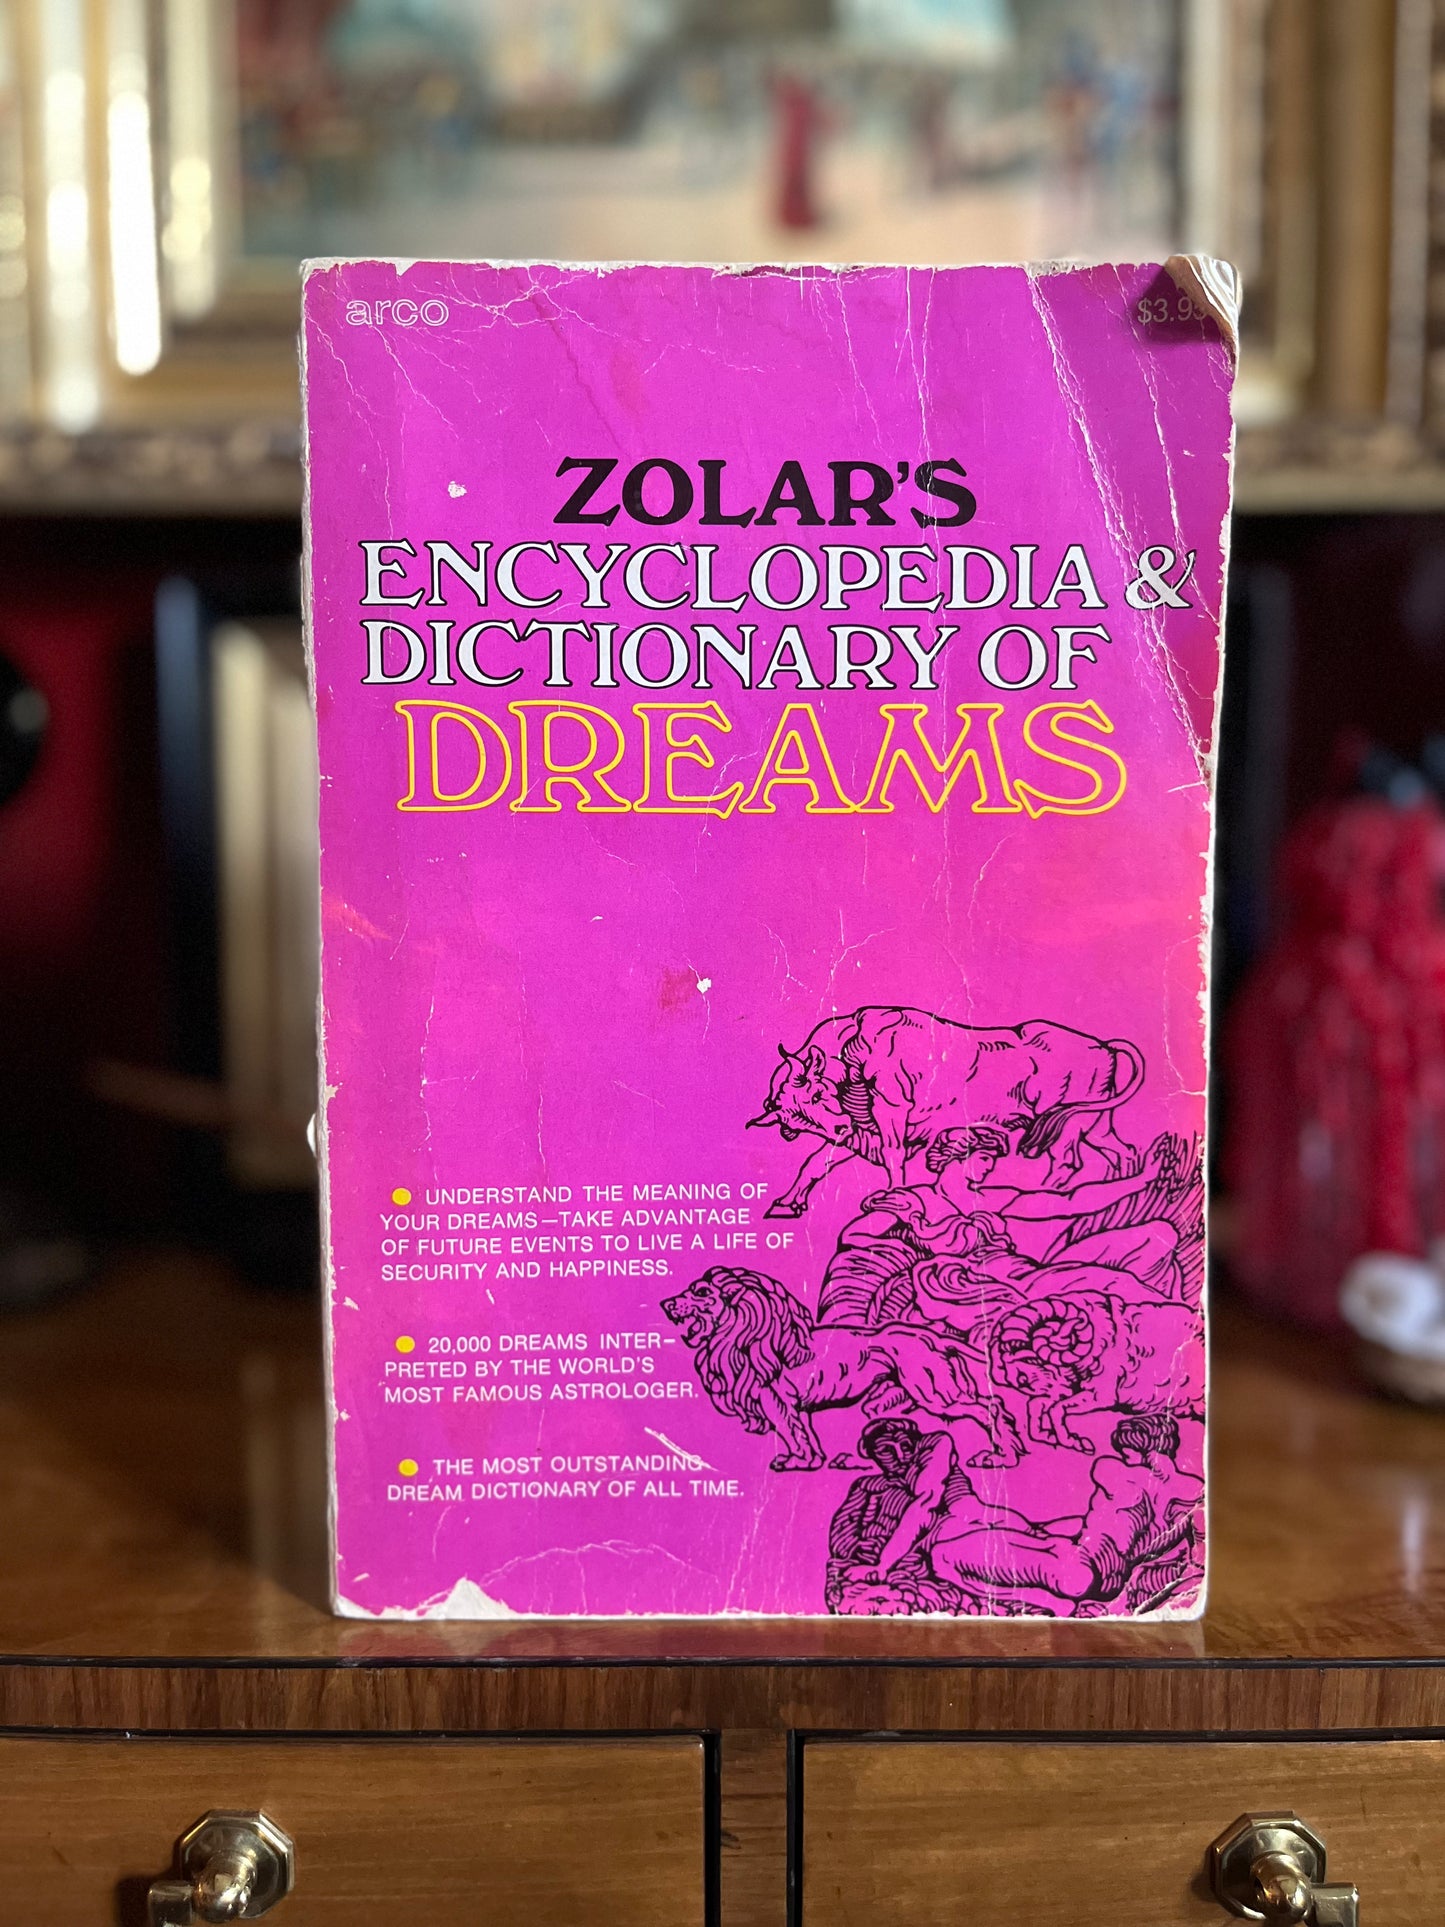 arco
$3.95
ZOLAR'S
ENCYCLOPEDIA &
DICTIONARY OF
DREAMS
● UNDERSTAND THE MEANING OF
YOUR DREAMS—TAKE ADVANTAGE
OF FUTURE EVENTS TO LIVE A LIFE OF
SECURITY AND HAPPINESS.
● 20,000 DREAMS INTER-
PRETED BY THE WORLD'S
MOST FAMOUS ASTROLOGER.
● THE MOST OUTSTANDING
DREAM DICTIONARY OF ALL TIME.